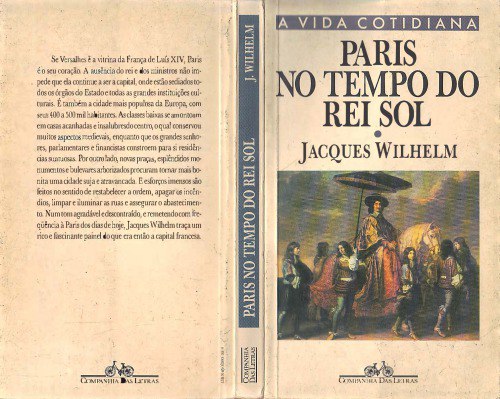 Se Versalhes é a vitrina da França de Luís XIV, Paris
é o seu coração. A ausência do rei e dos ministros não im-
pede que ela continue a ser a capital, onde estão sediados to-
dos os órgãos do Estado e todas as grandes instituições cul-
turais. É também a cidade mais populosa da Europa, com
seus 400 a 500 mil habitantes. As classes baixas se amontoam
em casas acanhadas e insalubres do centro, o qual conservou
muitos aspectos medievais, enquanto que os grandes senho-
res, parlamentares e financistas constroem para si residên-
cias suntuosas. Por outro lado, novas praças, esplêndidos mo-
numentos e bulevares arborizados procuram tornar mais bo-
nita uma cidade suja e atravancada. E esforços imensos são
feitos no sentido de restabelecer a ordem, apagar os incên-
dios, limpar e iluminar as ruas e assegurar o abastecimento.
Num tom agradável e descontraído, e remetendo com fre-
qüência à Paris dos dias de hoje, Jacques Wilhelm traça um
rico e fascinante painel do que era então a capital francesa.
COMPANHIA DAS LETRAS
J. WILHELM
PARIS NO TEMPO DO REI SOL
COMPANHIA
DAS LETRAS
A VIDA COTIDIANA
PARIS
NO TEMPO DO
REI SOL
JACQUES WILHELM
COMPANHIA DAS LETRAS